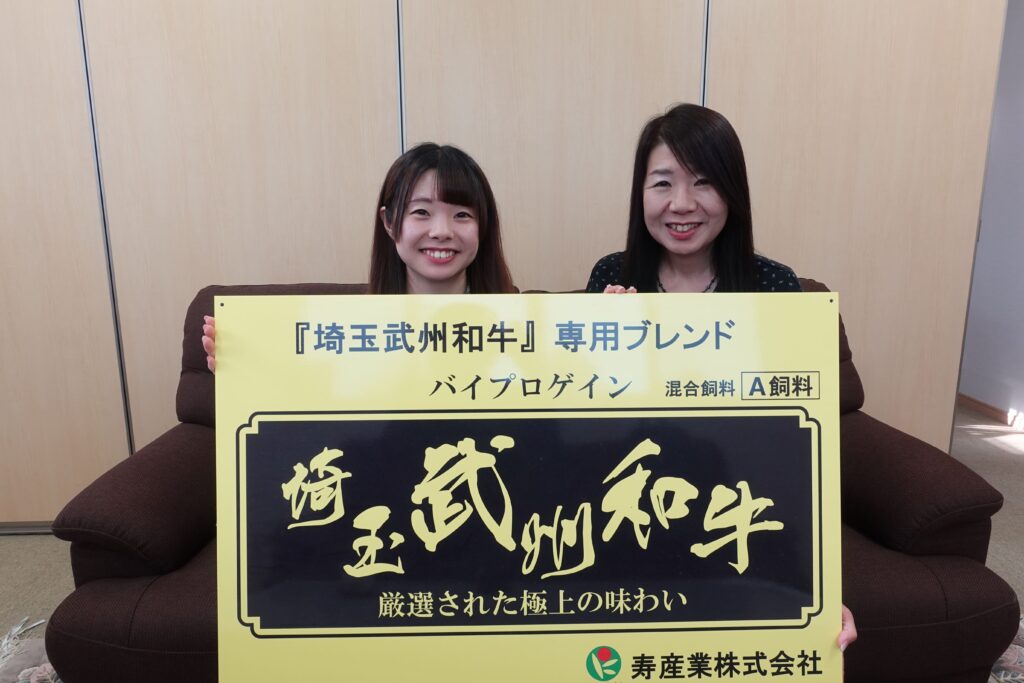 『埼玉武州和牛』専用ブレンド
バイプロゲイン 混合飼料 A飼料
埼玉武州和牛
厳選された極上の味わい
寿産業株式会社